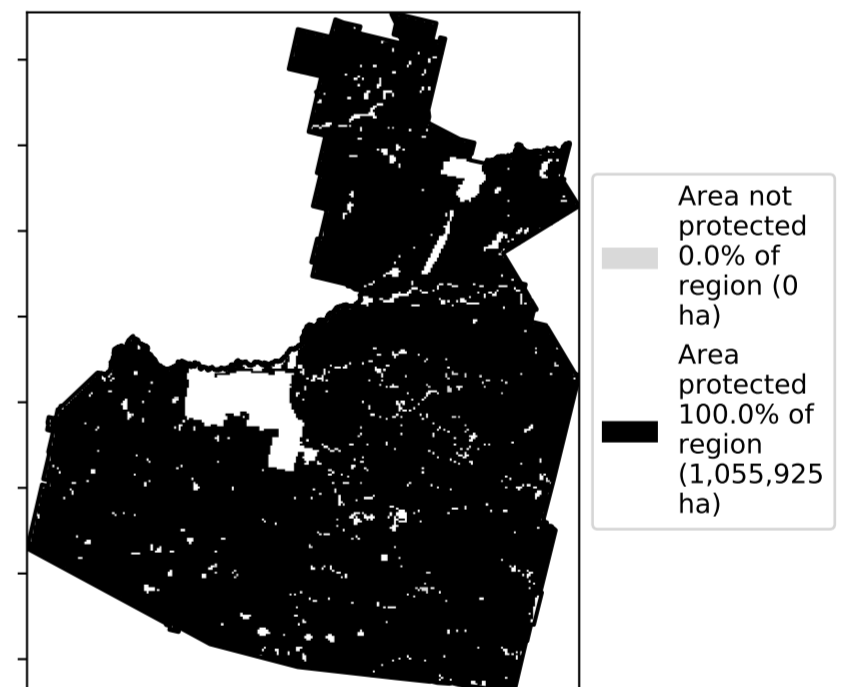 Area not
protected
0.0% of
region (0
ha)
Area
protected
100.0% of
region
(1,055,925
ha)